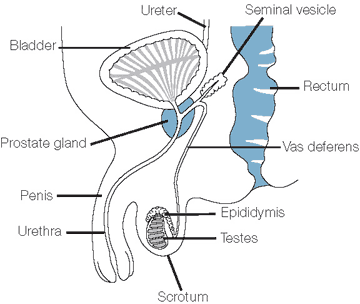 Ureter
Seminal vesicle
Bladder
Rectum
Prostate gland
Vas deferens
Penis
Epididymis
Urethra
Testes
Scrotum